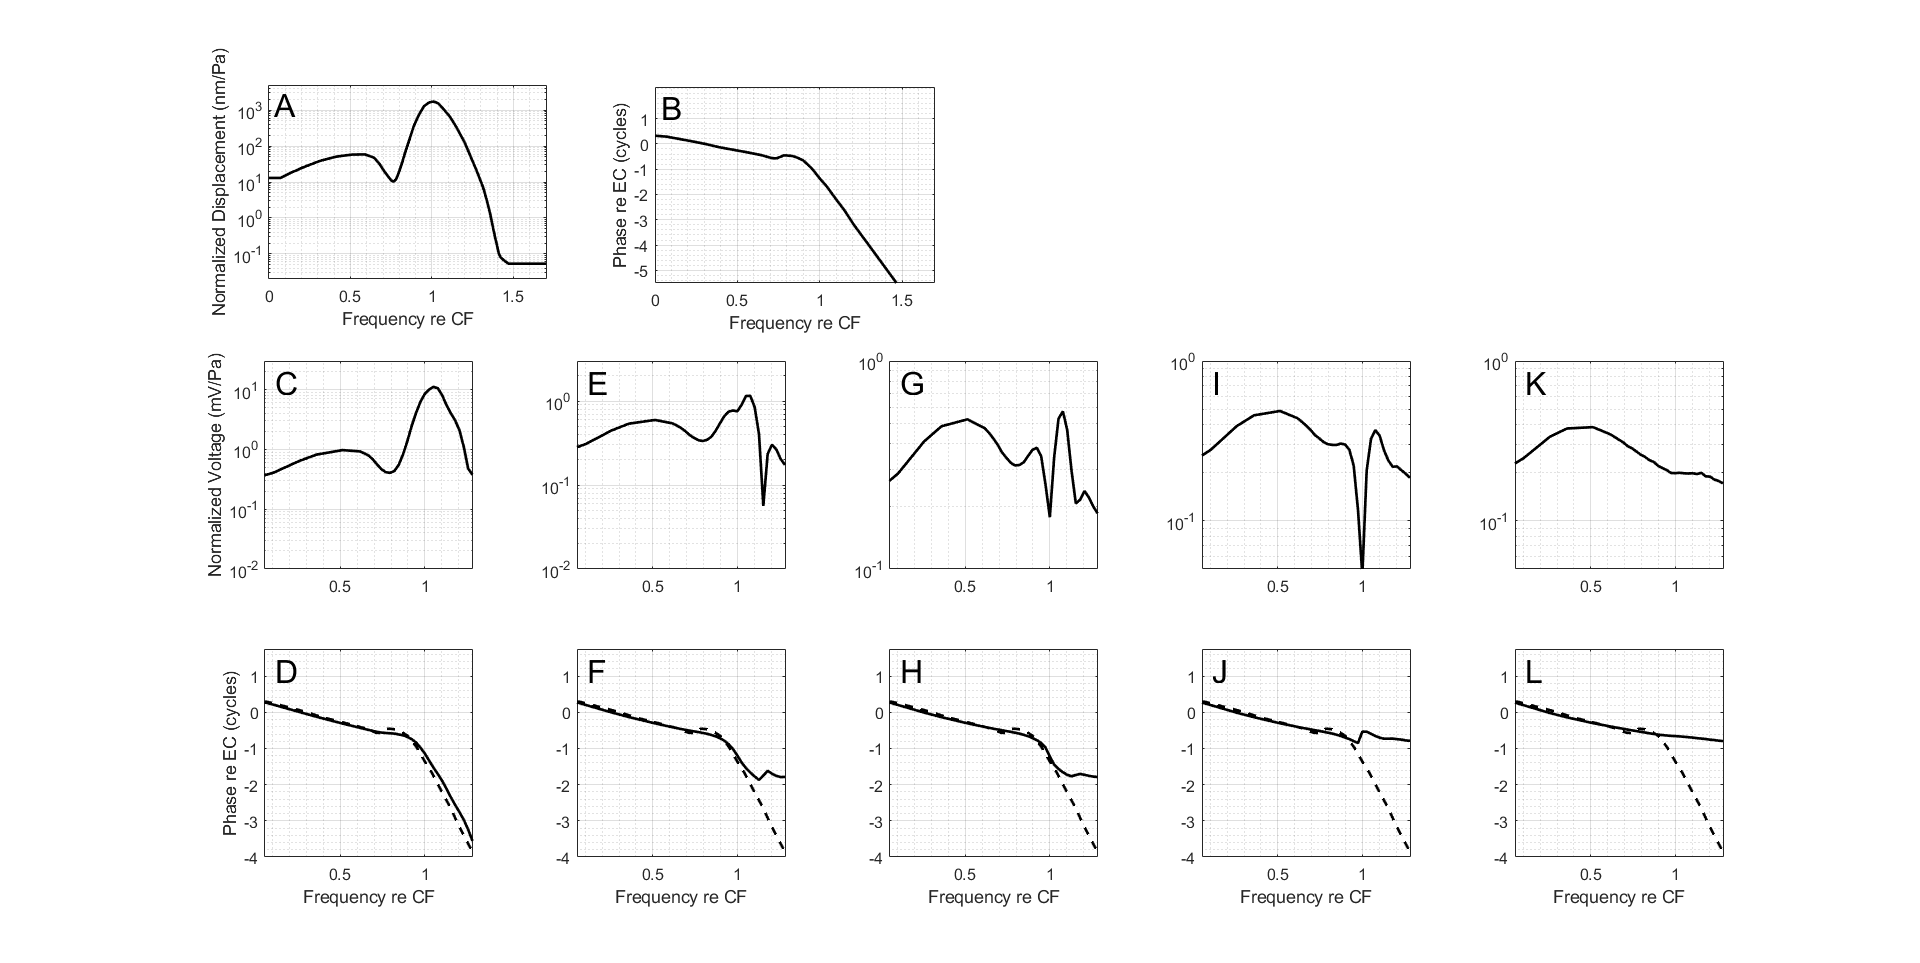 A
Normalized Displacement (nm/Pa)
10^3
10^2
10^1
10^0
10^-1
0 0.5 1 1.5
Frequency re CF
B
Phase re EC (cycles)
1
0
-1
-2
-3
-4
-5
0 0.5 1 1.5
Frequency re CF
C
Normalized Voltage (mV/Pa)
10^1
10^0
10^-1
10^-2
0.5 1
E
10^0
10^-1
10^-2
0.5 1
G
10^0
10^-1
0.5 1
I
10^0
10^-1
0.5 1
K
10^0
10^-1
0.5 1
D
Phase re EC (cycles)
1
0
-1
-2
-3
-4
0.5 1
Frequency re CF
F
1
0
-1
-2
-3
-4
0.5 1
Frequency re CF
H
1
0
-1
-2
-3
-4
0.5 1
Frequency re CF
J
1
0
-1
-2
-3
-4
0.5 1
Frequency re CF
L
1
0
-1
-2
-3
-4
0.5 1
Frequency re CF